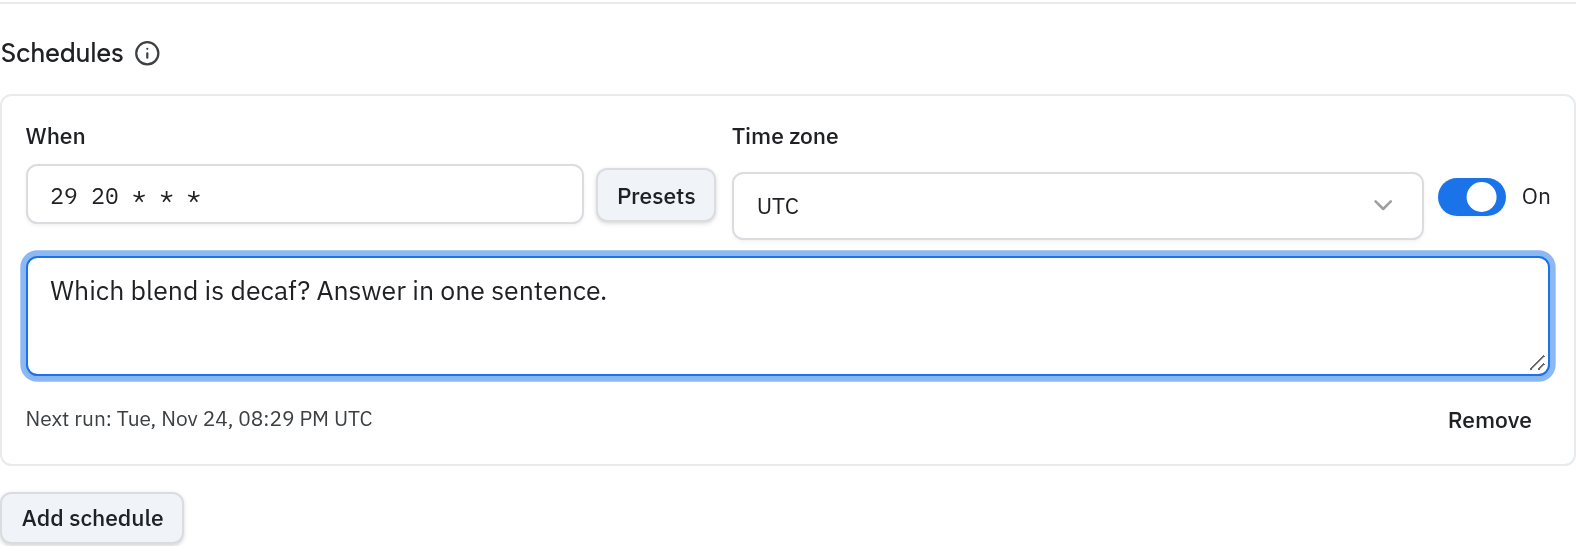 Schedules
When
Time zone
29 20 * * *
Presets
UTC
On
Which blend is decaf? Answer in one sentence.
Next run: Tue, Nov 24, 08:29 PM UTC
Remove
Add schedule